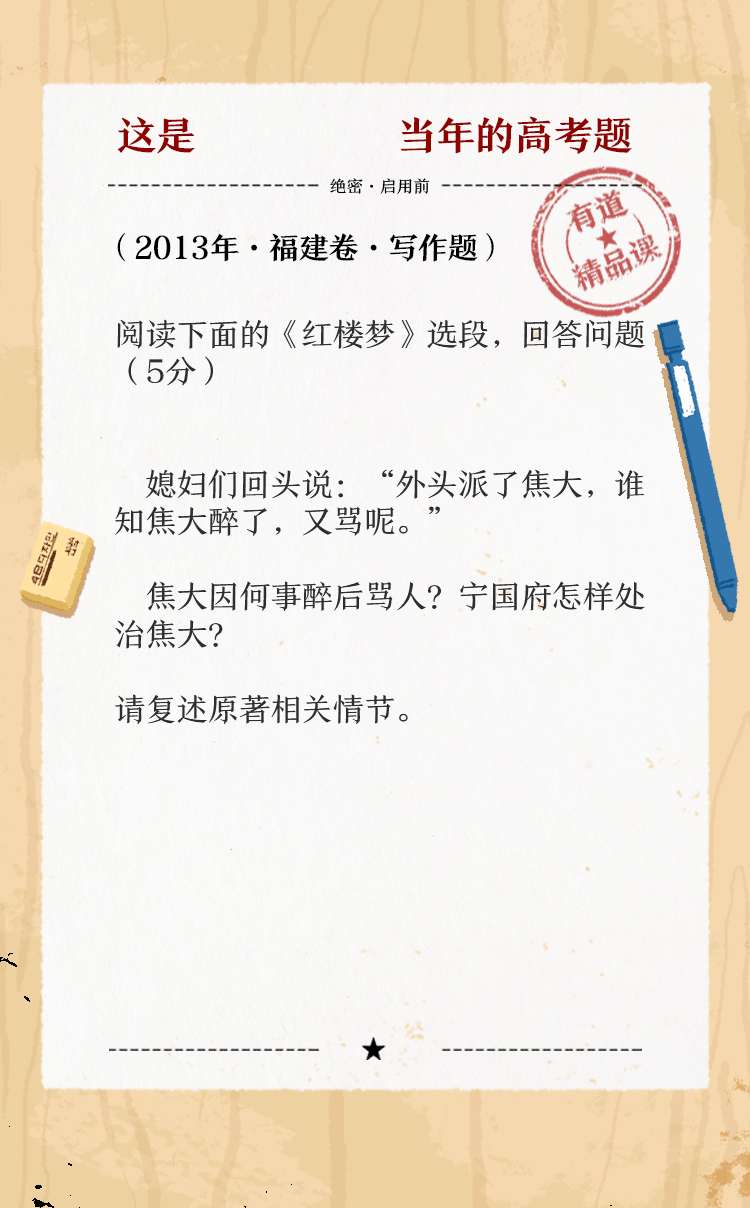 这是 当年的高考题
绝密·启用前
有道
精品课
（2013年·福建卷·写作题）
阅读下面的《红楼梦》选段，回答问题
（5分）
媳妇们回头说：“外头派了焦大，谁
知焦大醉了，又骂呢。”
焦大因何事醉后骂人？宁国府怎样处
治焦大？
请复述原著相关情节。